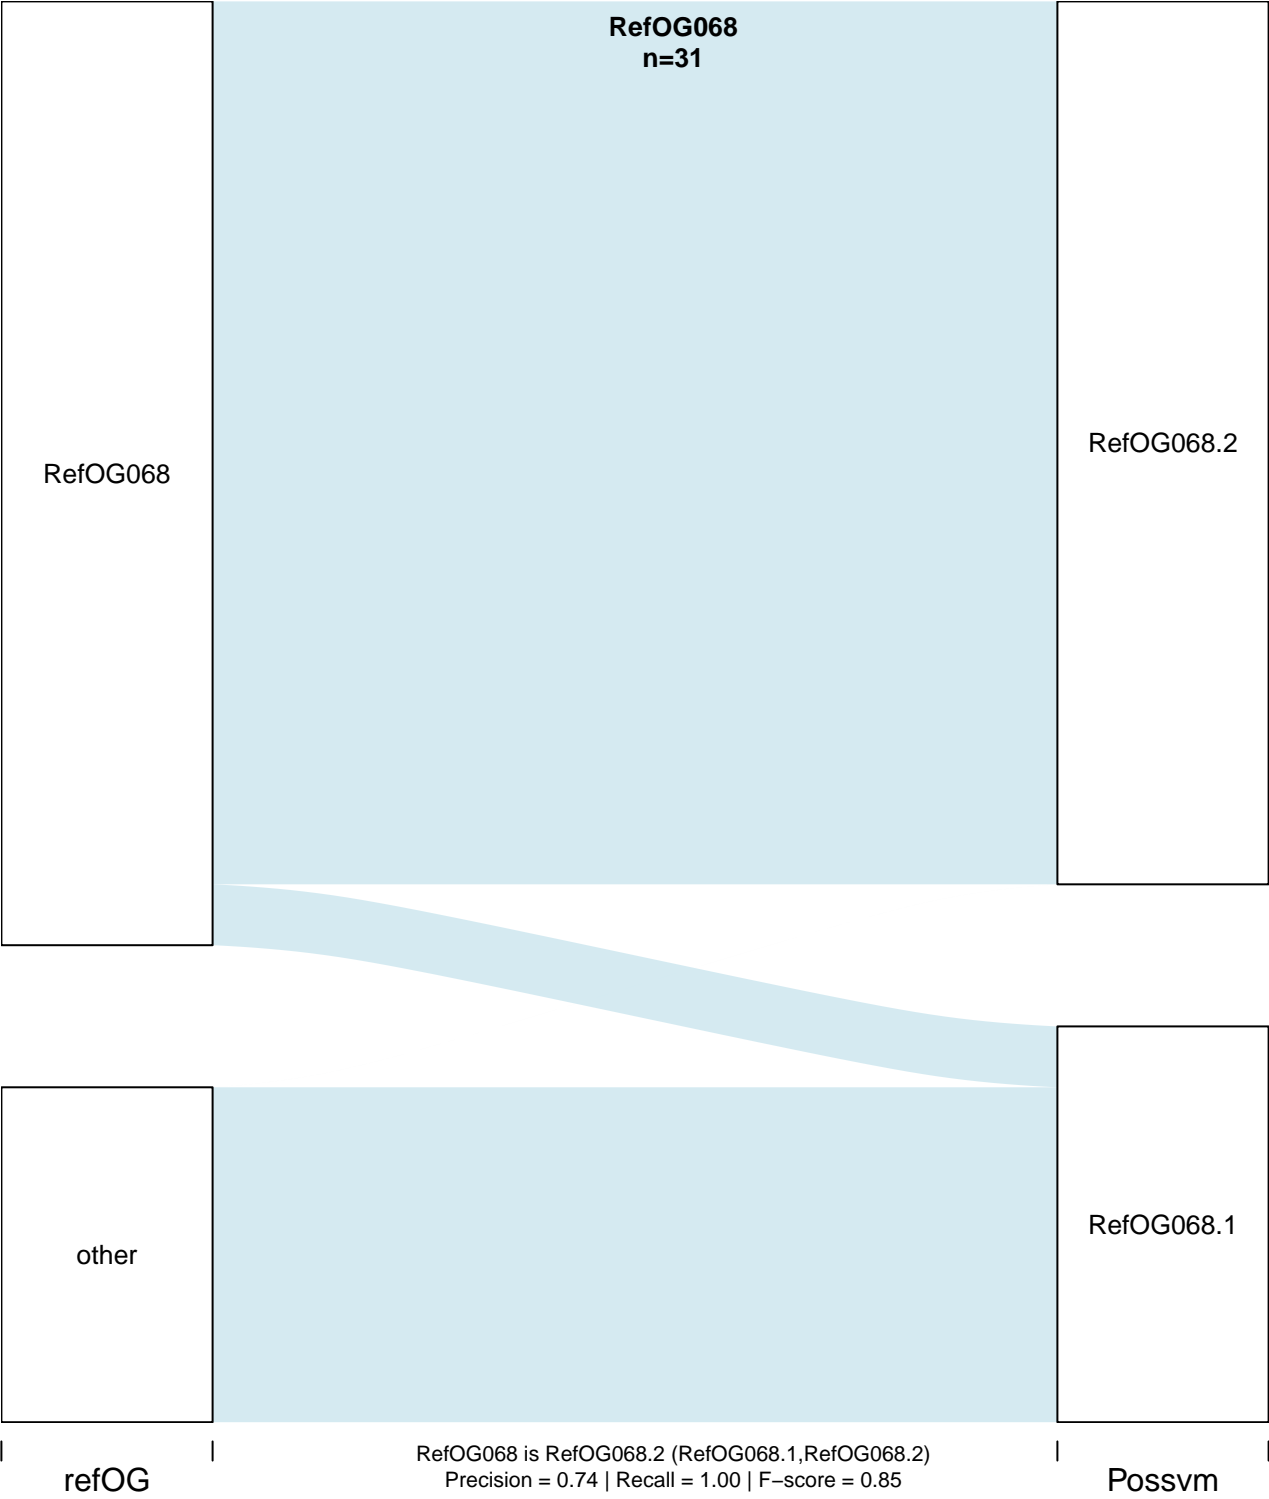 RefOG068
n=31
RefOG068
RefOG068.2
other
RefOG068.1
RefOG068 is RefOG068.2 (RefOG068.1,RefOG068.2)
Precision = 0.74 | Recall = 1.00 | F−score = 0.85
refOG
Possvm